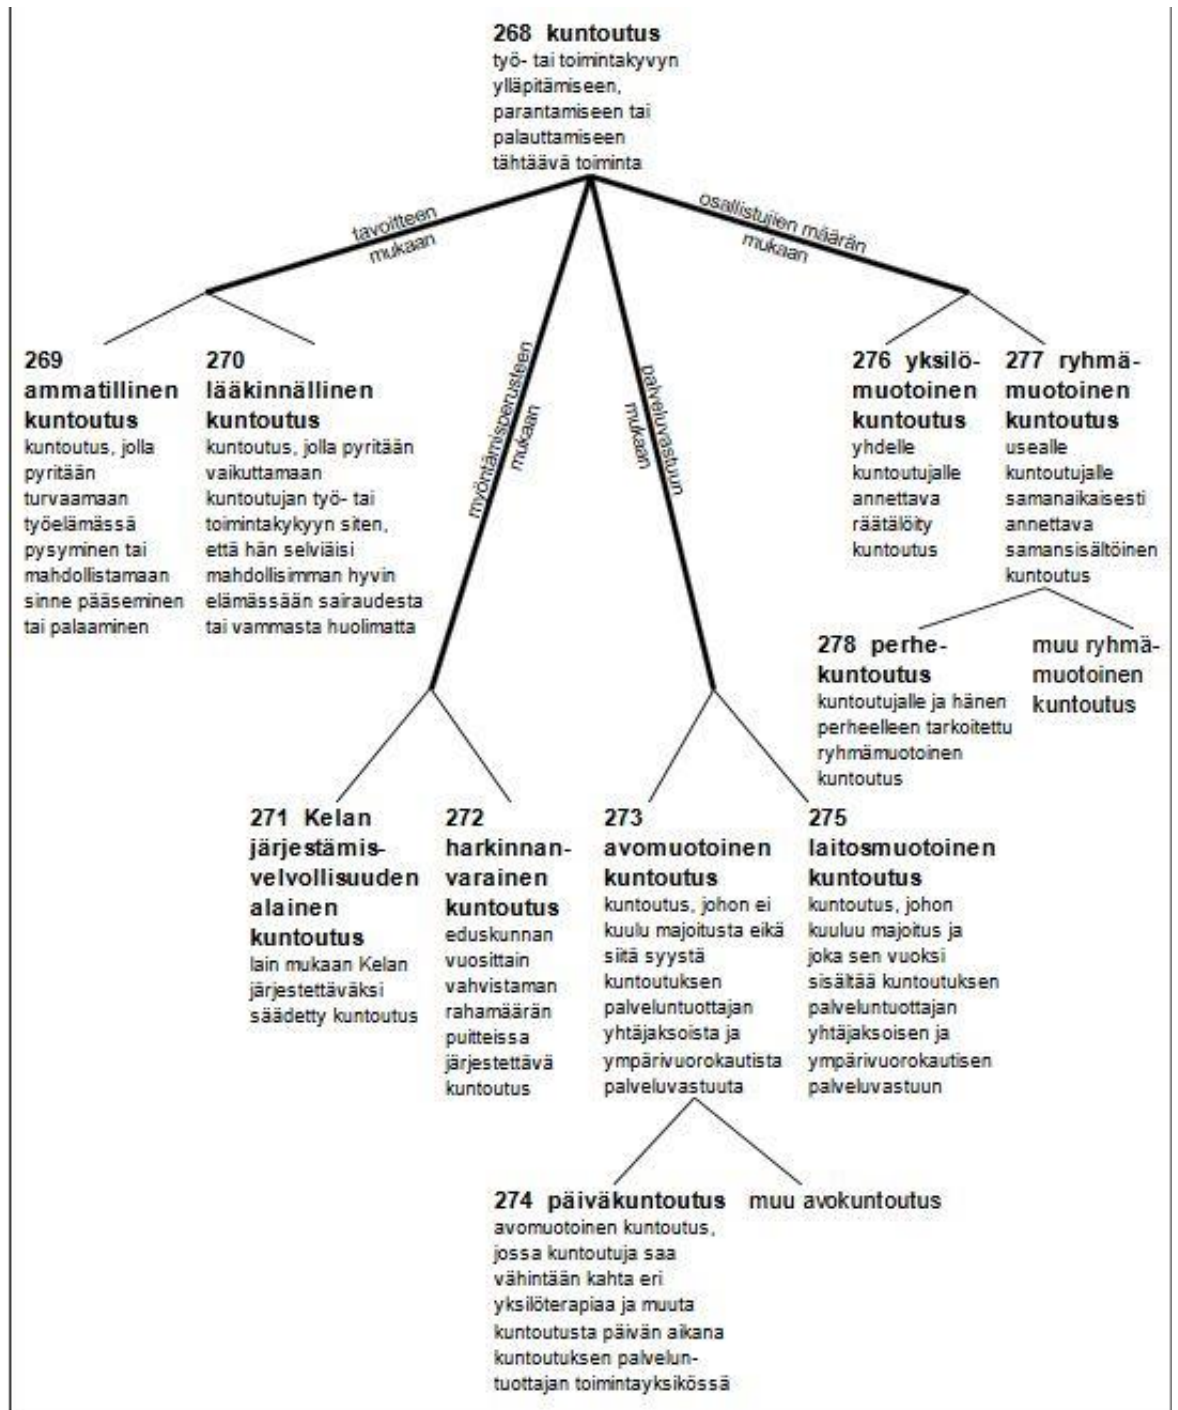 268 kuntoutus
työ- tai toimintakyvyn
ylläpitämiseen,
parantamiseen tai
palauttamiseen
tähtäävä toiminta
tavoitteen
mukaan
osallistujien määrän
mukaan
myöntämisperusteen
mukaan
palveluvastuun
mukaan
269
ammatillinen
kuntoutus
kuntoutus, jolla
pyritään
turvaamaan
työelämässä
pysyminen tai
mahdollistamaan
sinne pääseminen
tai palaaminen
270
lääkinnällinen
kuntoutus
kuntoutus, jolla pyritään
vaikuttamaan
kuntoutujan työ- tai
toimintakykyyn siten,
että hän selviäisi
mahdollisimman hyvin
elämässään sairaudesta
tai vammasta huolimatta
276 yksilö-
muotoinen
kuntoutus
yhdelle
kuntoutujalle
annettava
räätälöity
kuntoutus
277 ryhmä-
muotoinen
kuntoutus
usealle
kuntoutujalle
samanaikaisesti
annettava
samansisältöinen
kuntoutus
278 perhe-
kuntoutus
kuntoutujalle ja hänen
perheelleen tarkoitettu
ryhmämuotoinen
kuntoutus
muu ryhmä-
muotoinen
kuntoutus
271 Kelan
järjestämis-
velvollisuuden
alainen
kuntoutus
lain mukaan Kelan
järjestettäväksi
säädetty kuntoutus
272
harkinnan-
varainen
kuntoutus
eduskunnan
vuosittain
vahvistaman
rahamäärän
puitteissa
järjestettävä
kuntoutus
273
avomuotoinen
kuntoutus
kuntoutus, johon ei
kuulu majoitusta eikä
siitä syystä
kuntoutuksen
palveluntuottajan
yhtäjaksoista ja
ympärivuorokautista
palveluvastuuta
275
laitosmuotoinen
kuntoutus
kuntoutus, johon
kuuluu majoitus ja
joka sen vuoksi
sisältää kuntoutuksen
palveluntuottajan
yhtäjaksoisen ja
ympärivuorokautisen
palveluvastuun
274 päiväkuntoutus
avomuotoinen kuntoutus,
jossa kuntoutuja saa
vähintään kahta eri
yksilöterapiaa ja muuta
kuntoutusta päivän aikana
kuntoutuksen palvelun-
tuottajan toimintayksikössä
muu avokuntoutus